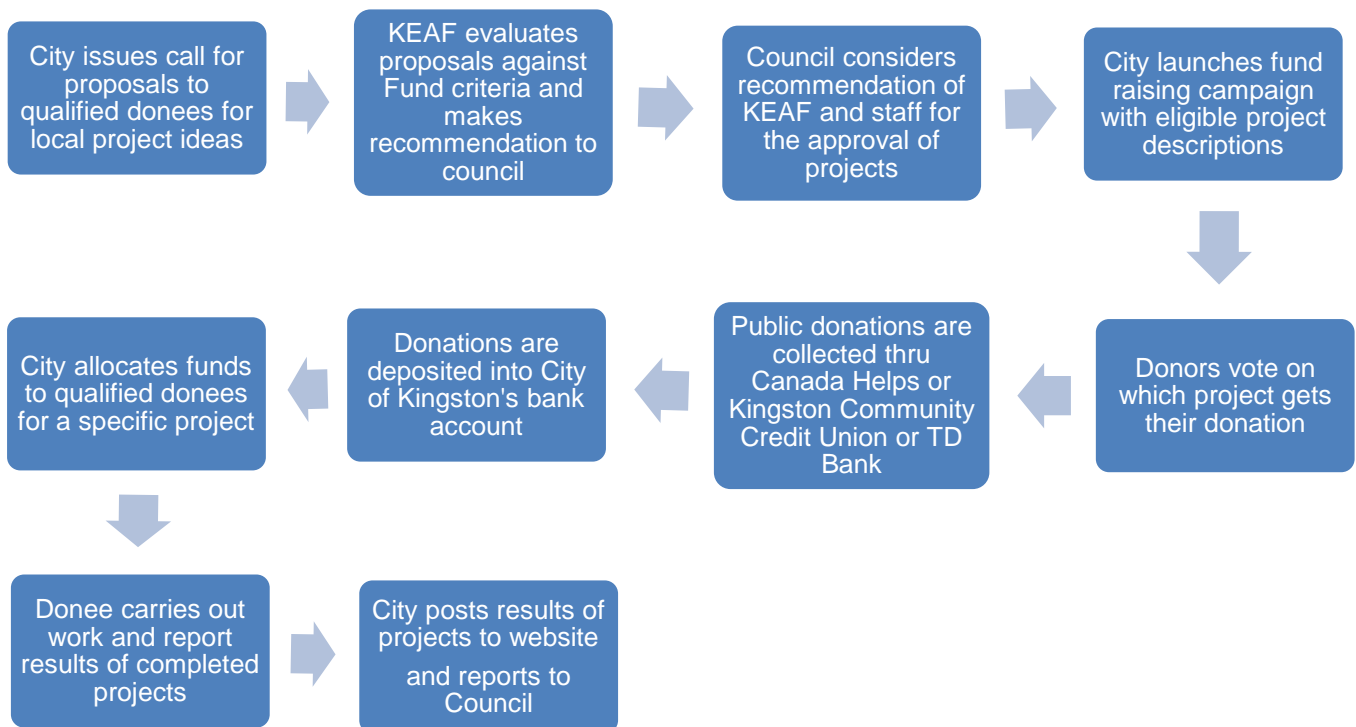 City issues call for
proposals to
qualified donees for
local project ideas
KEAF evaluates
proposals against
Fund criteria and
makes
recommendation to
council
Council considers
recommendation of
KEAF and staff for
the approval of
projects
City launches fund
raising campaign
with eligible project
descriptions
Donors vote on
which project gets
their donation
Public donations are
collected thru
Canada Helps or
Kingston Community
Credit Union or TD
Bank
Donations are
deposited into City
of Kingston's bank
account
City allocates funds
to qualified donees
for a specific project
Donee carries out
work and report
results of completed
projects
City posts results of
projects to website
and reports to
Council